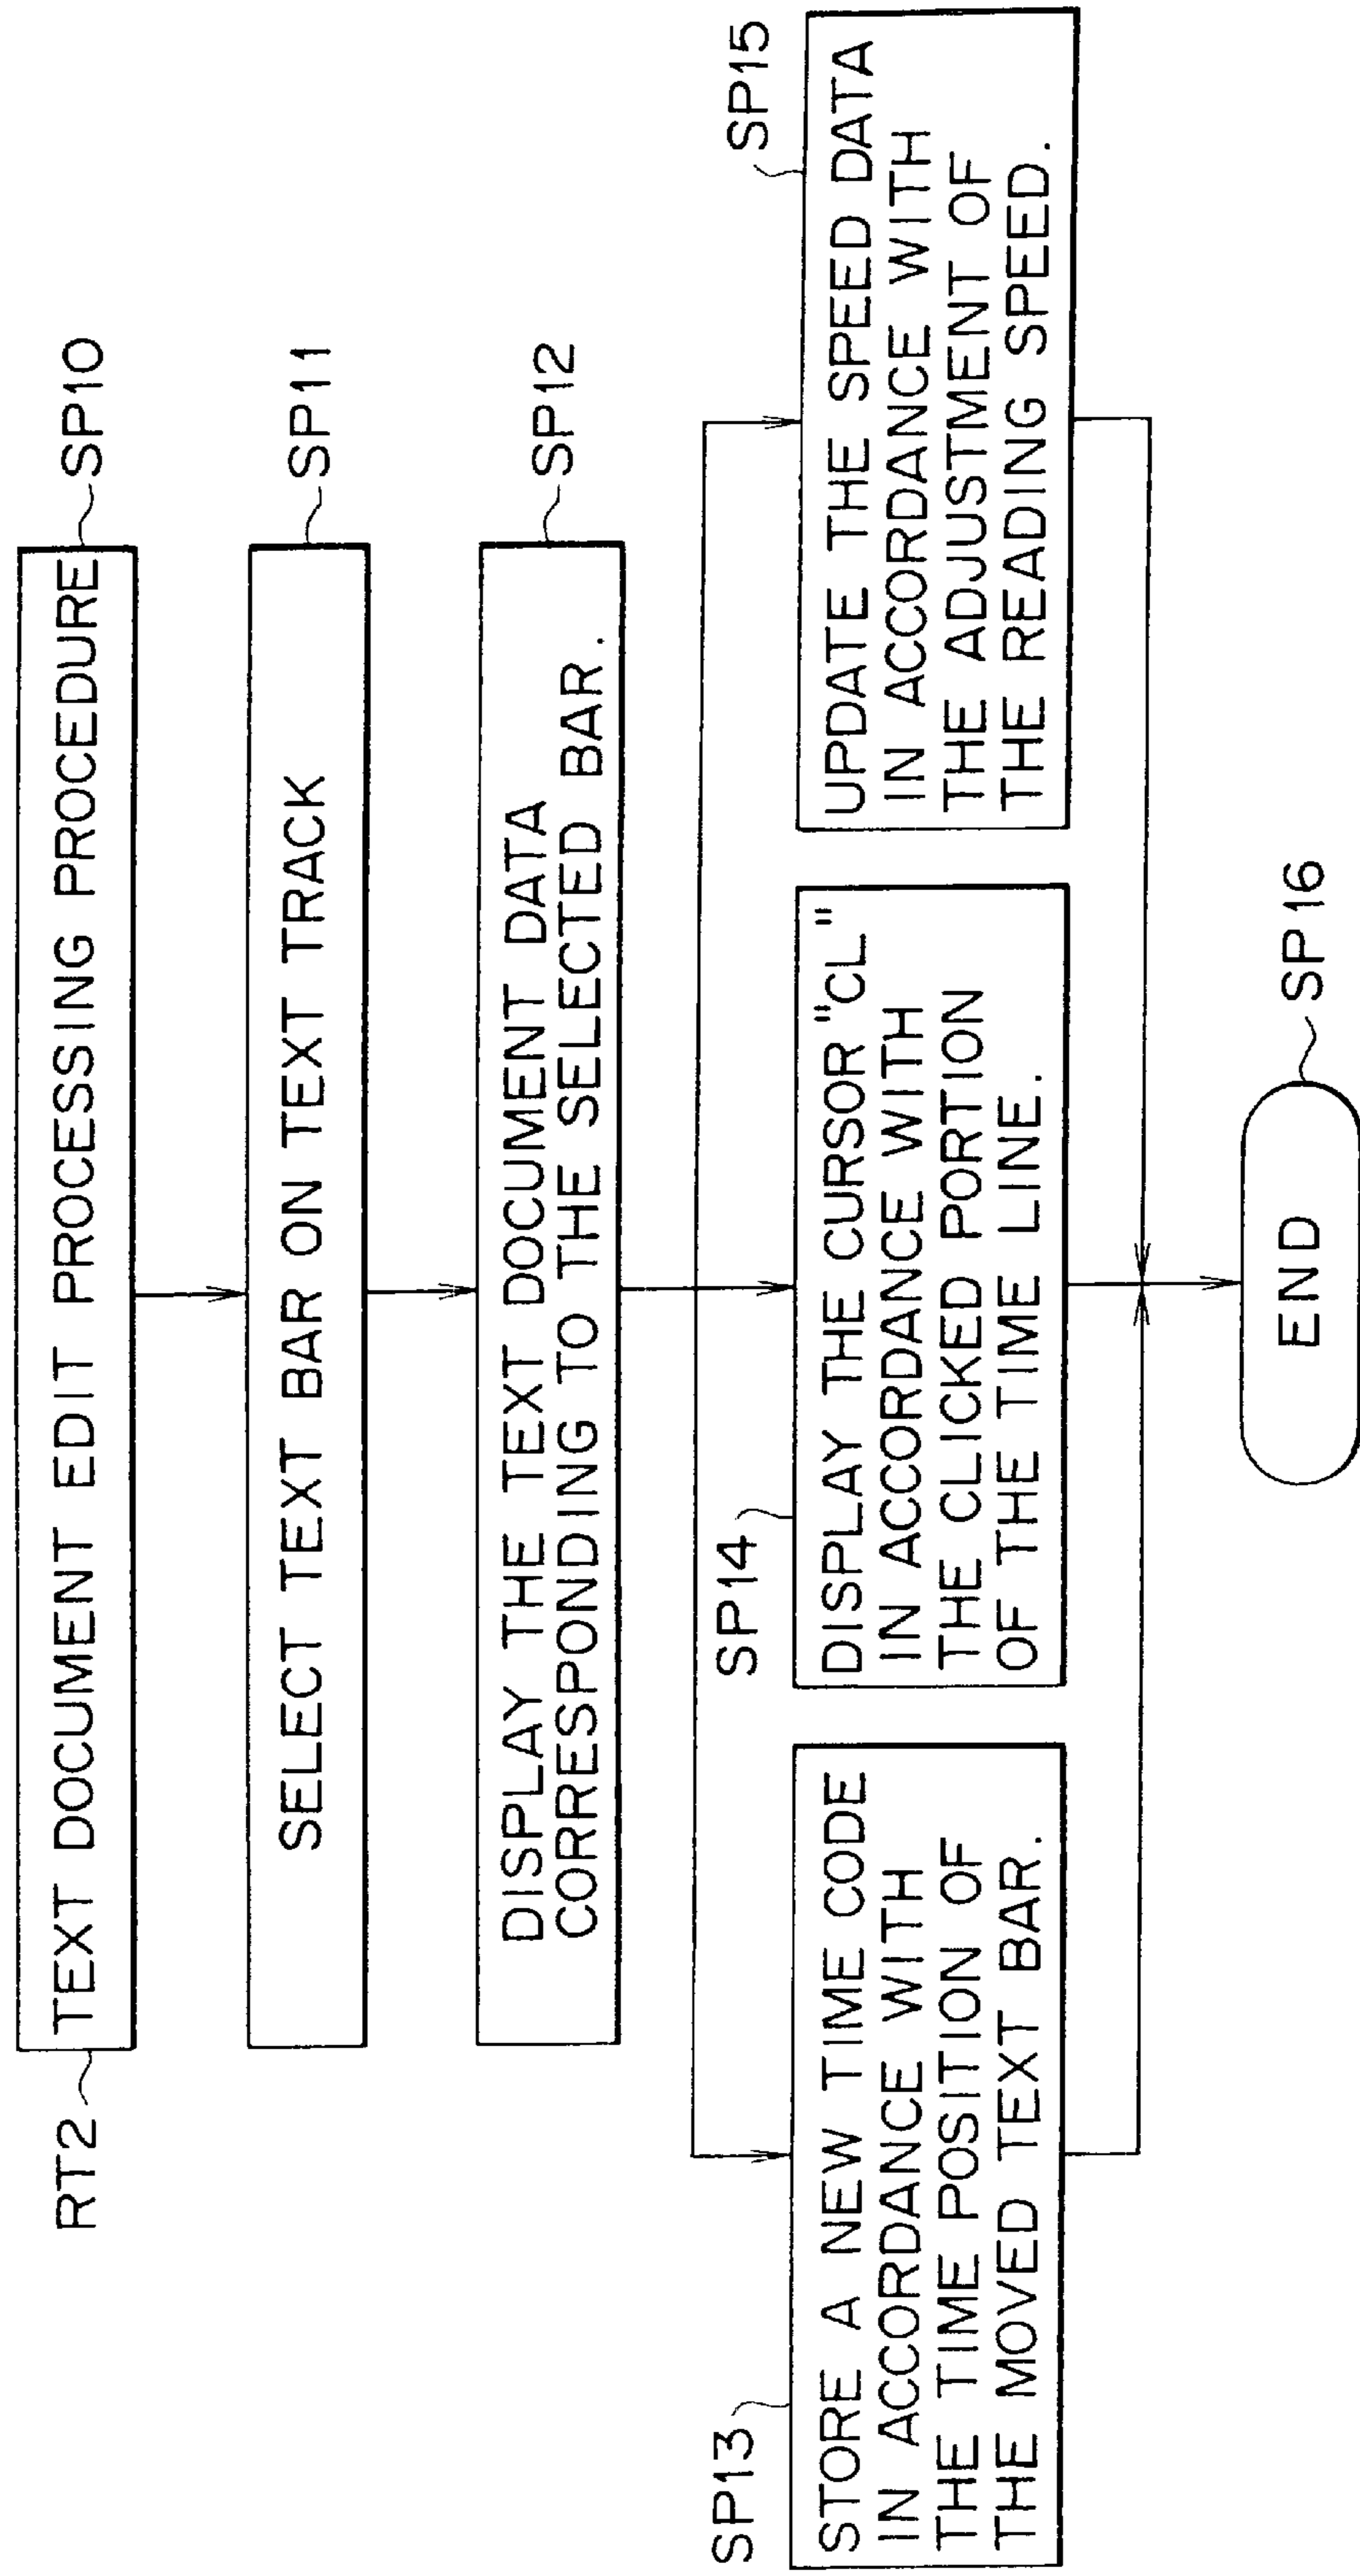 RT2
TEXT DOCUMENT EDIT PROCESSING PROCEDURE
SP10
SELECT TEXT BAR ON TEXT TRACK
SP11
DISPLAY THE TEXT DOCUMENT DATA
CORRESPONDING TO THE SELECTED BAR.
SP12
SP13
STORE A NEW TIME CODE
IN ACCORDANCE WITH
THE TIME POSITION OF
THE MOVED TEXT BAR.
SP14
DISPLAY THE CURSOR "CL"
IN ACCORDANCE WITH
THE CLICKED PORTION
OF THE TIME LINE.
SP15
UPDATE THE SPEED DATA
IN ACCORDANCE WITH
THE ADJUSTMENT OF
THE READING SPEED.
END
SP16